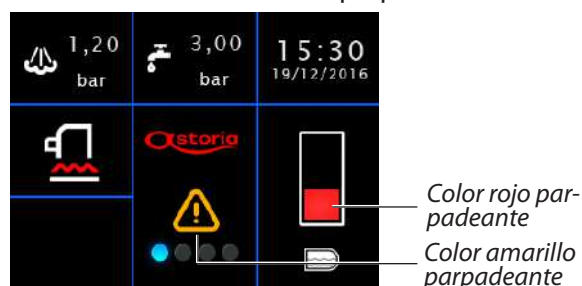 1,20
bar
3,00
bar
15:30
19/12/2016
astoria
Color rojo par-
padeante
Color amarillo
parpadeante